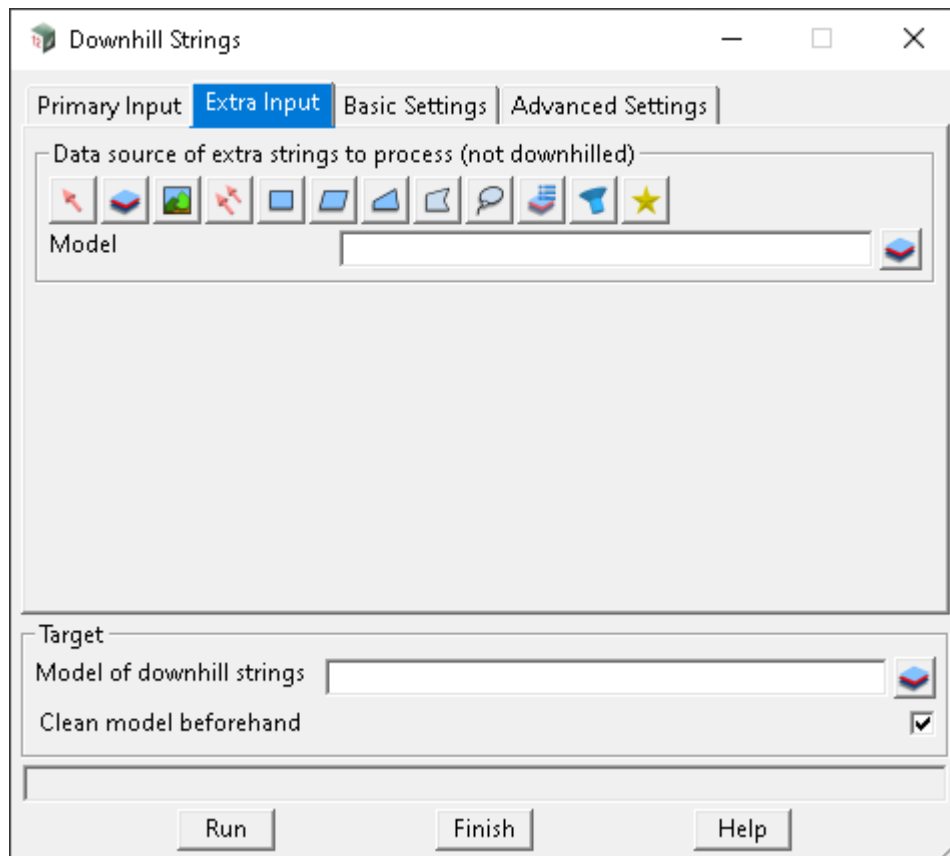 Downhill Strings
Primary Input Extra Input Basic Settings Advanced Settings
Data source of extra strings to process (not downhilled)
Model
Target
Model of downhill strings
Clean model beforehand
Run Finish Help